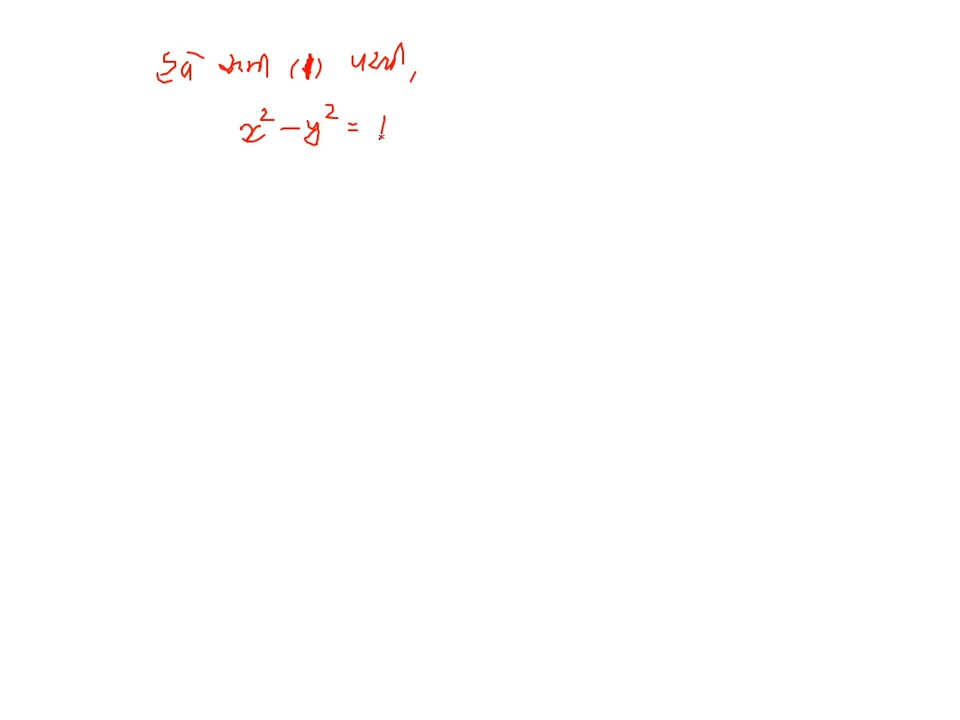 હવે સમી (1) પરથી,
x² – y² = 1